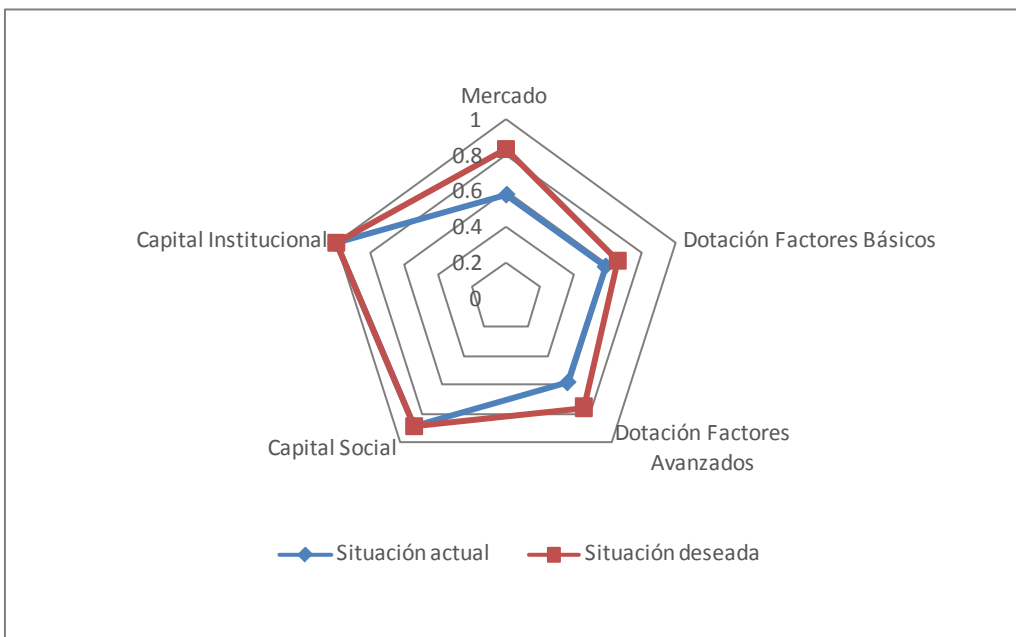 Mercado
1
0.8
0.6
0.4
0.2
0
Capital Institucional
Dotación Factores Básicos
Capital Social
Dotación Factores
Avanzados
Situación actual
Situación deseada